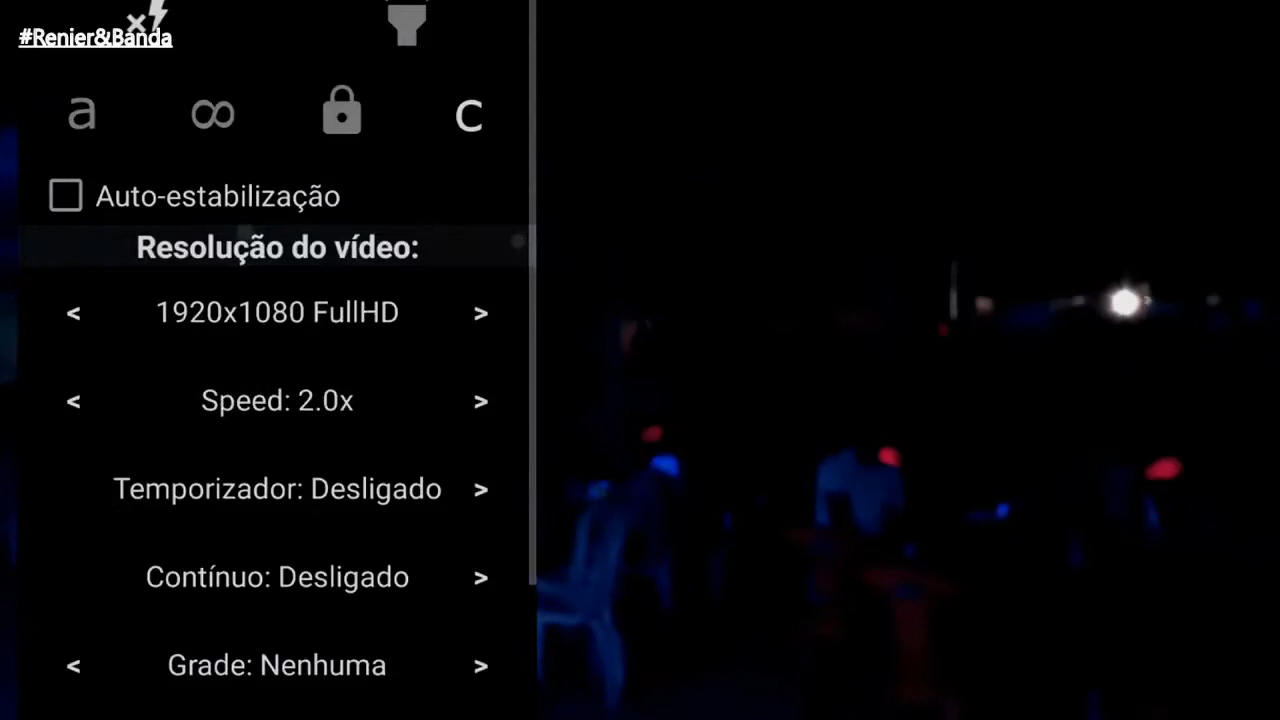 #Renier&Banda
a ∞ c
Auto-estabilização
Resolução do vídeo:
< 1920x1080 FullHD >
< Speed: 2.0x >
Temporizador: Desligado >
Contínuo: Desligado >
< Grade: Nenhuma >